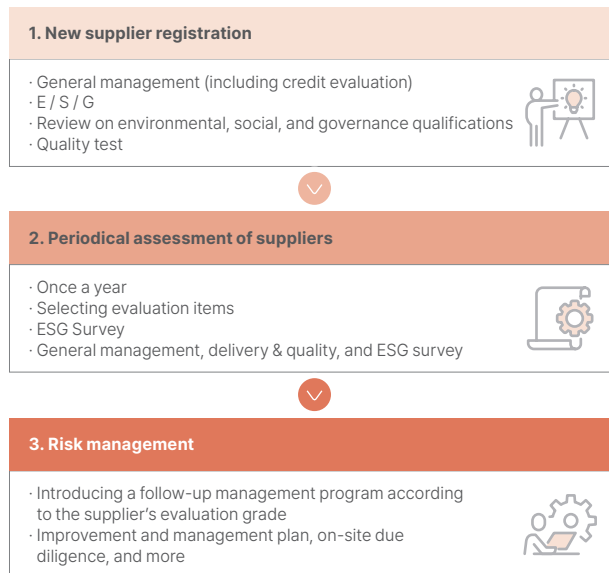 1. New supplier registration
· General management (including credit evaluation)
· E / S / G
· Review on environmental, social, and governance qualifications
· Quality test
2. Periodical assessment of suppliers
· Once a year
· Selecting evaluation items
· ESG Survey
· General management, delivery & quality, and ESG survey
3. Risk management
· Introducing a follow-up management program according
to the supplier’s evaluation grade
· Improvement and management plan, on-site due
diligence, and more